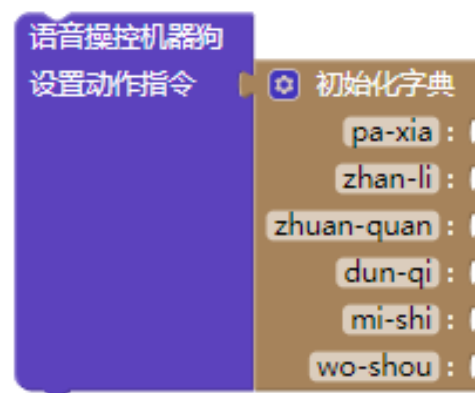 语音操控机器狗
设置动作指令 初始化字典
pa-xia :
zhan-li :
zhuan-quan :
dun-qi :
mi-shi :
wo-shou :